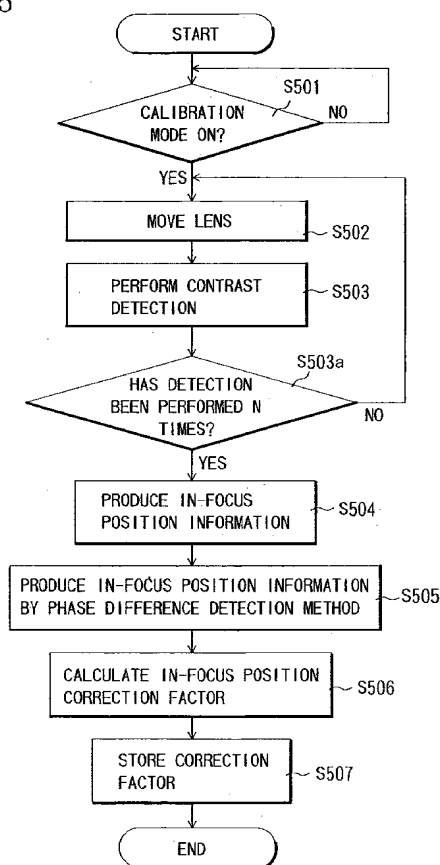 START
S501
CALIBRATION
MODE ON?
NO
YES
MOVE LENS
S502
PERFORM CONTRAST
DETECTION
S503
S503a
HAS DETECTION
BEEN PERFORMED N
TIMES?
NO
YES
PRODUCE IN-FOCUS
POSITION INFORMATION
S504
PRODUCE IN-FOCUS POSITION INFORMATION
BY PHASE DIFFERENCE DETECTION METHOD
S505
CALCULATE IN-FOCUS POSITION
CORRECTION FACTOR
S506
STORE CORRECTION
FACTOR
S507
END